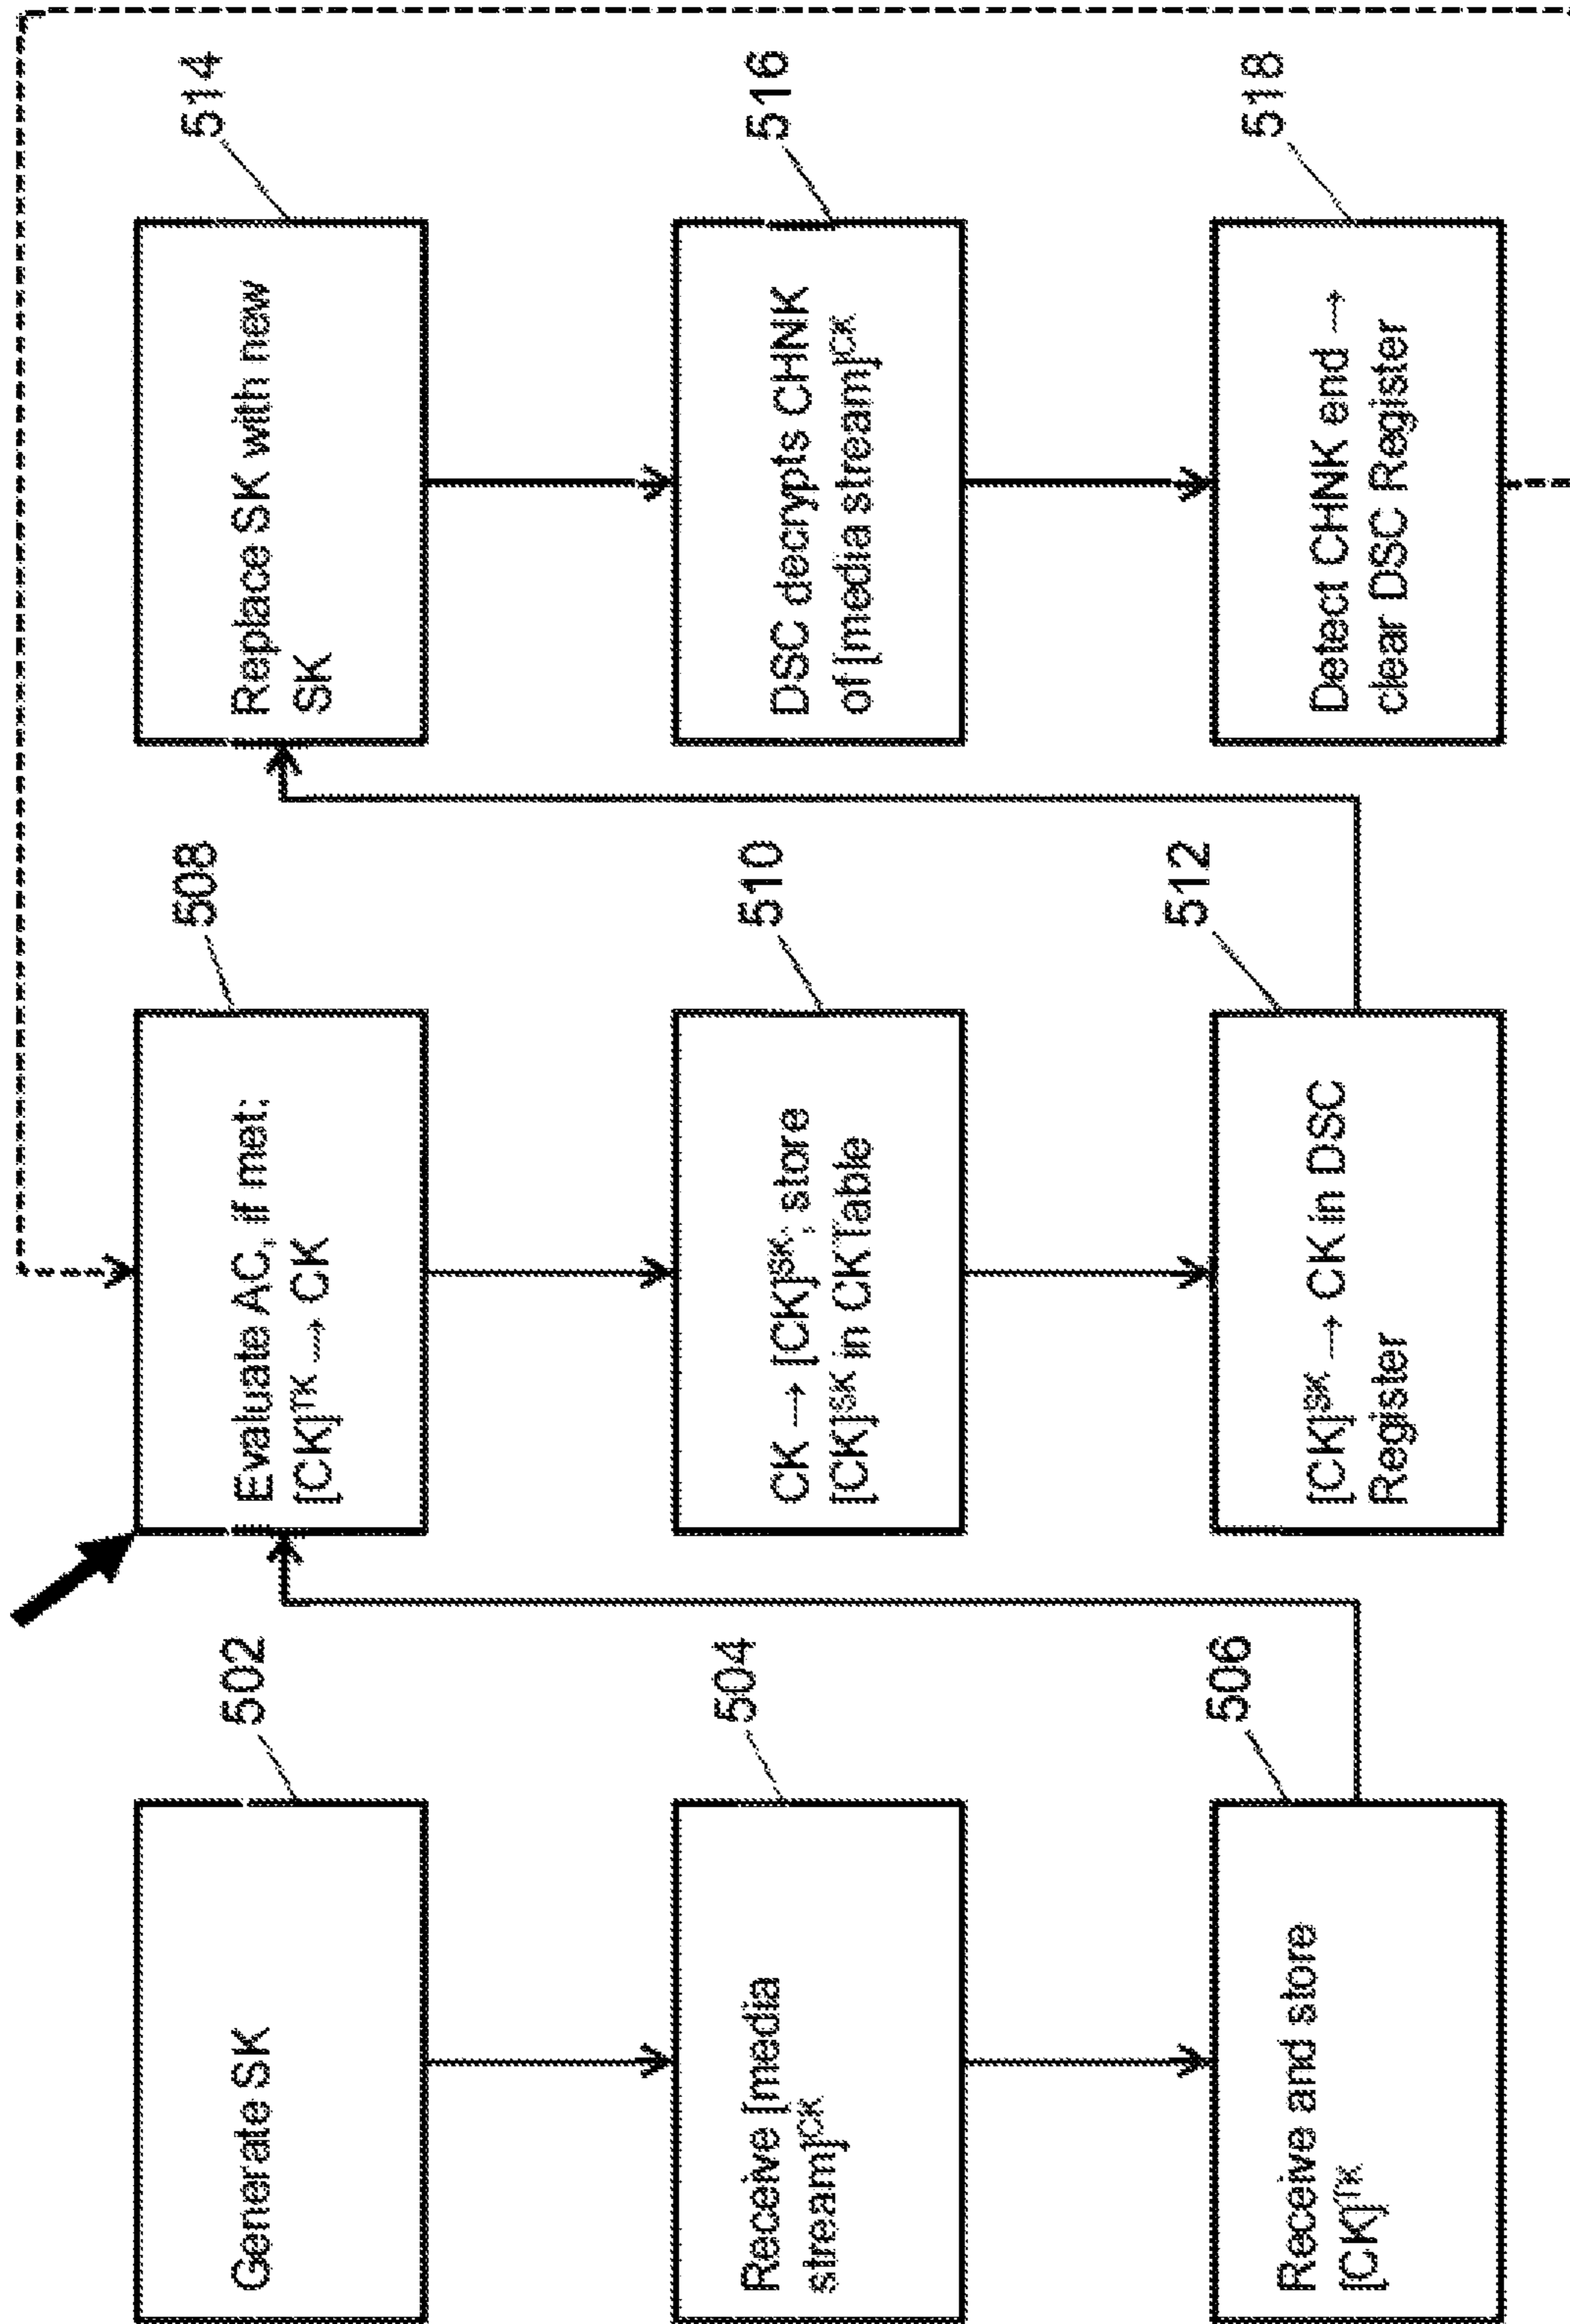 502
Generate SK
504
Receive [media
stream]ᶜᴷ
506
Receive and store
[CK]ᵀᴷ
508
Evaluate AC, if met:
[CK]ᵀᴷ → CK
510
CK → [CK]ˢᴷ; store
[CK]ˢᴷ in CKTable
512
[CK]ˢᴷ → CK in DSC
Register
514
Replace SK with new
SK
516
DSC decrypts CHNK
of [media stream]ᶜᴷ
518
Detect CHNK end →
clear DSC Register